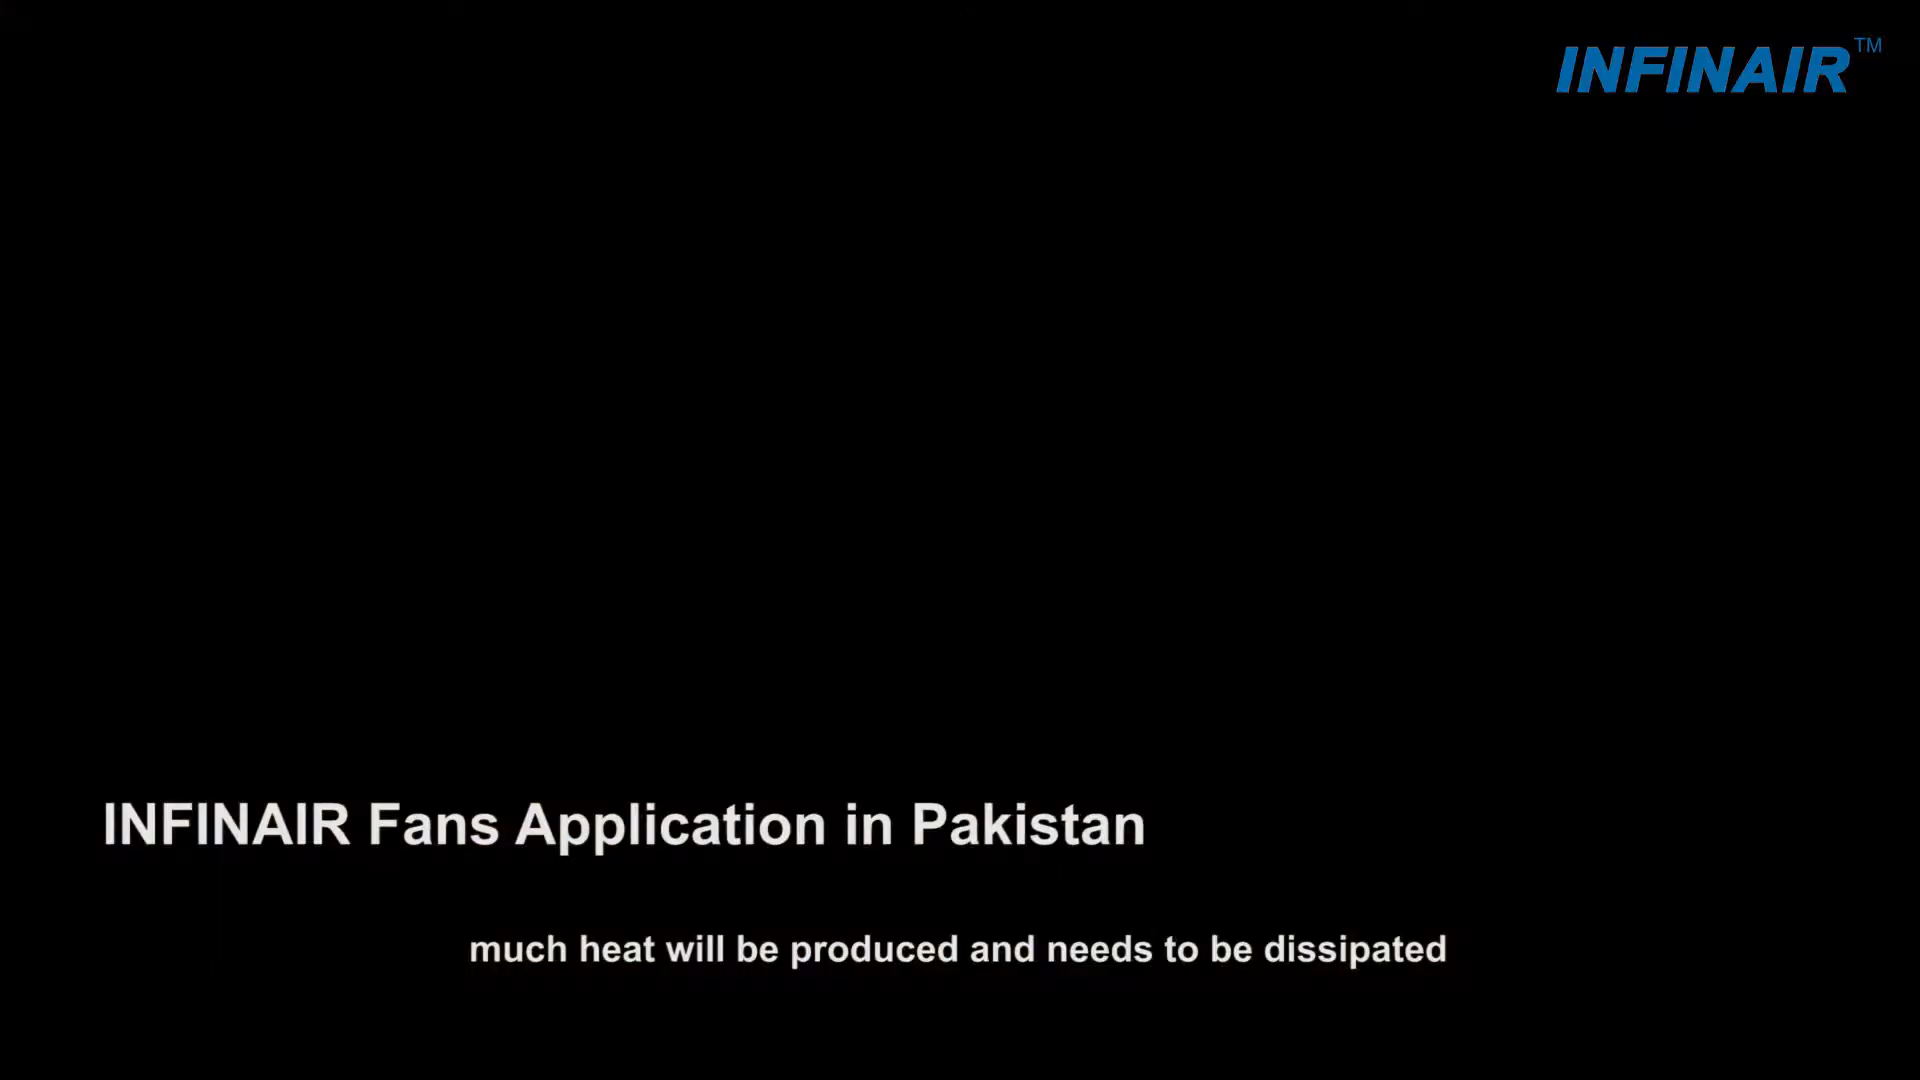 INFINAIR™
INFINAIR Fans Application in Pakistan
much heat will be produced and needs to be dissipated